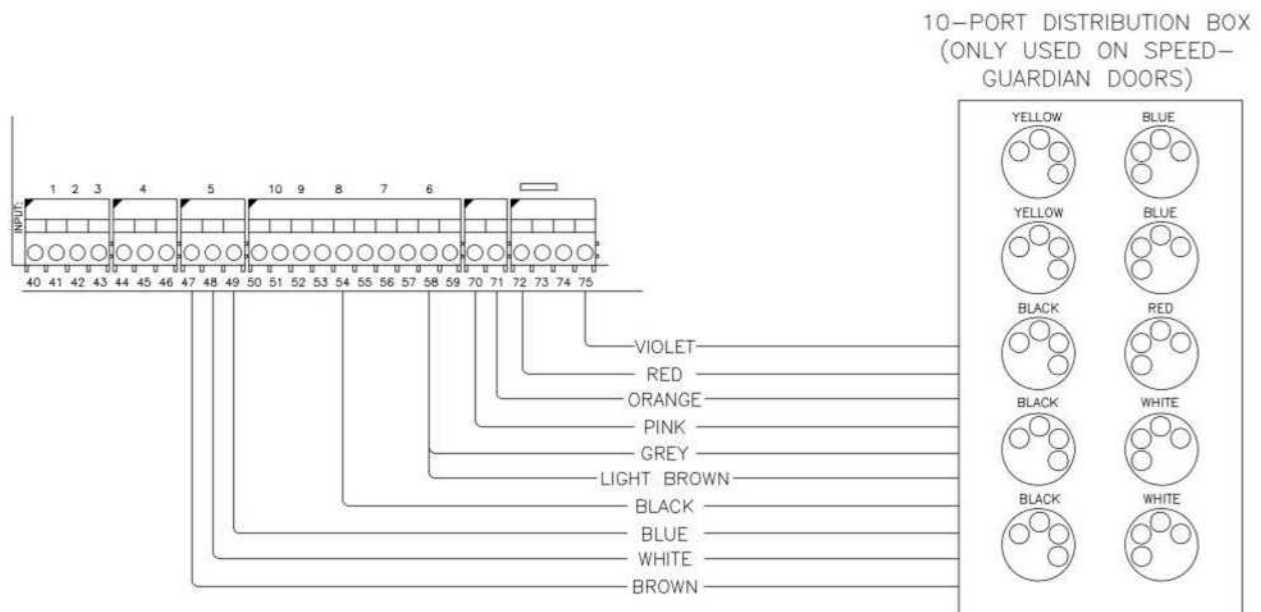 10-PORT DISTRIBUTION BOX
(ONLY USED ON SPEED-
GUARDIAN DOORS)
YELLOW BLUE
INPUT: 1 2 3 4 5 10 9 8 7 6
YELLOW BLUE
40 41 42 43 44 45 46 47 48 49 50 51 52 53 54 55 56 57 58 59 70 71 72 73 74 75
BLACK RED
VIOLET
RED
ORANGE
BLACK WHITE
PINK
GREY
LIGHT BROWN
BLACK WHITE
BLACK
BLUE
WHITE
BROWN